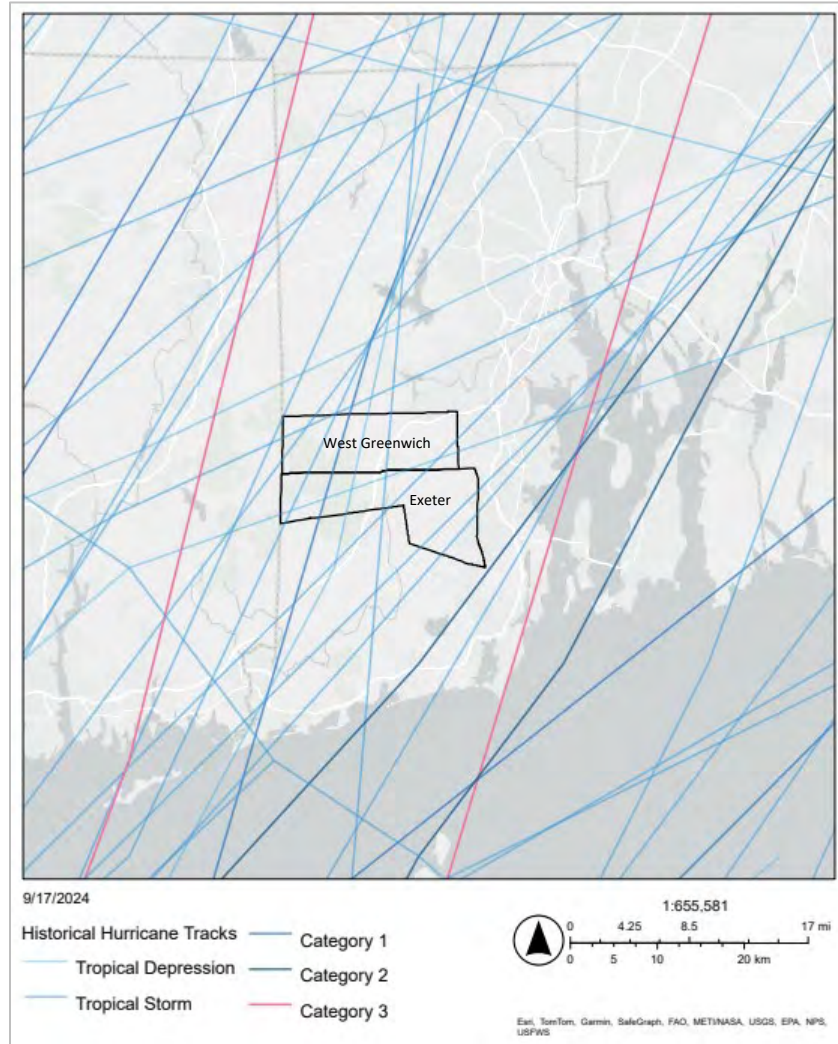 West Greenwich
Exeter
9/17/2024
Historical Hurricane Tracks
Tropical Depression
Tropical Storm
Category 1
Category 2
Category 3
1:655,581
0 4.25 8.5 17 mi
0 5 10 20 km
Esri, TomTom, Garmin, SafeGraph, FAO, METI/NASA, USGS, EPA, NPS,
USFWS